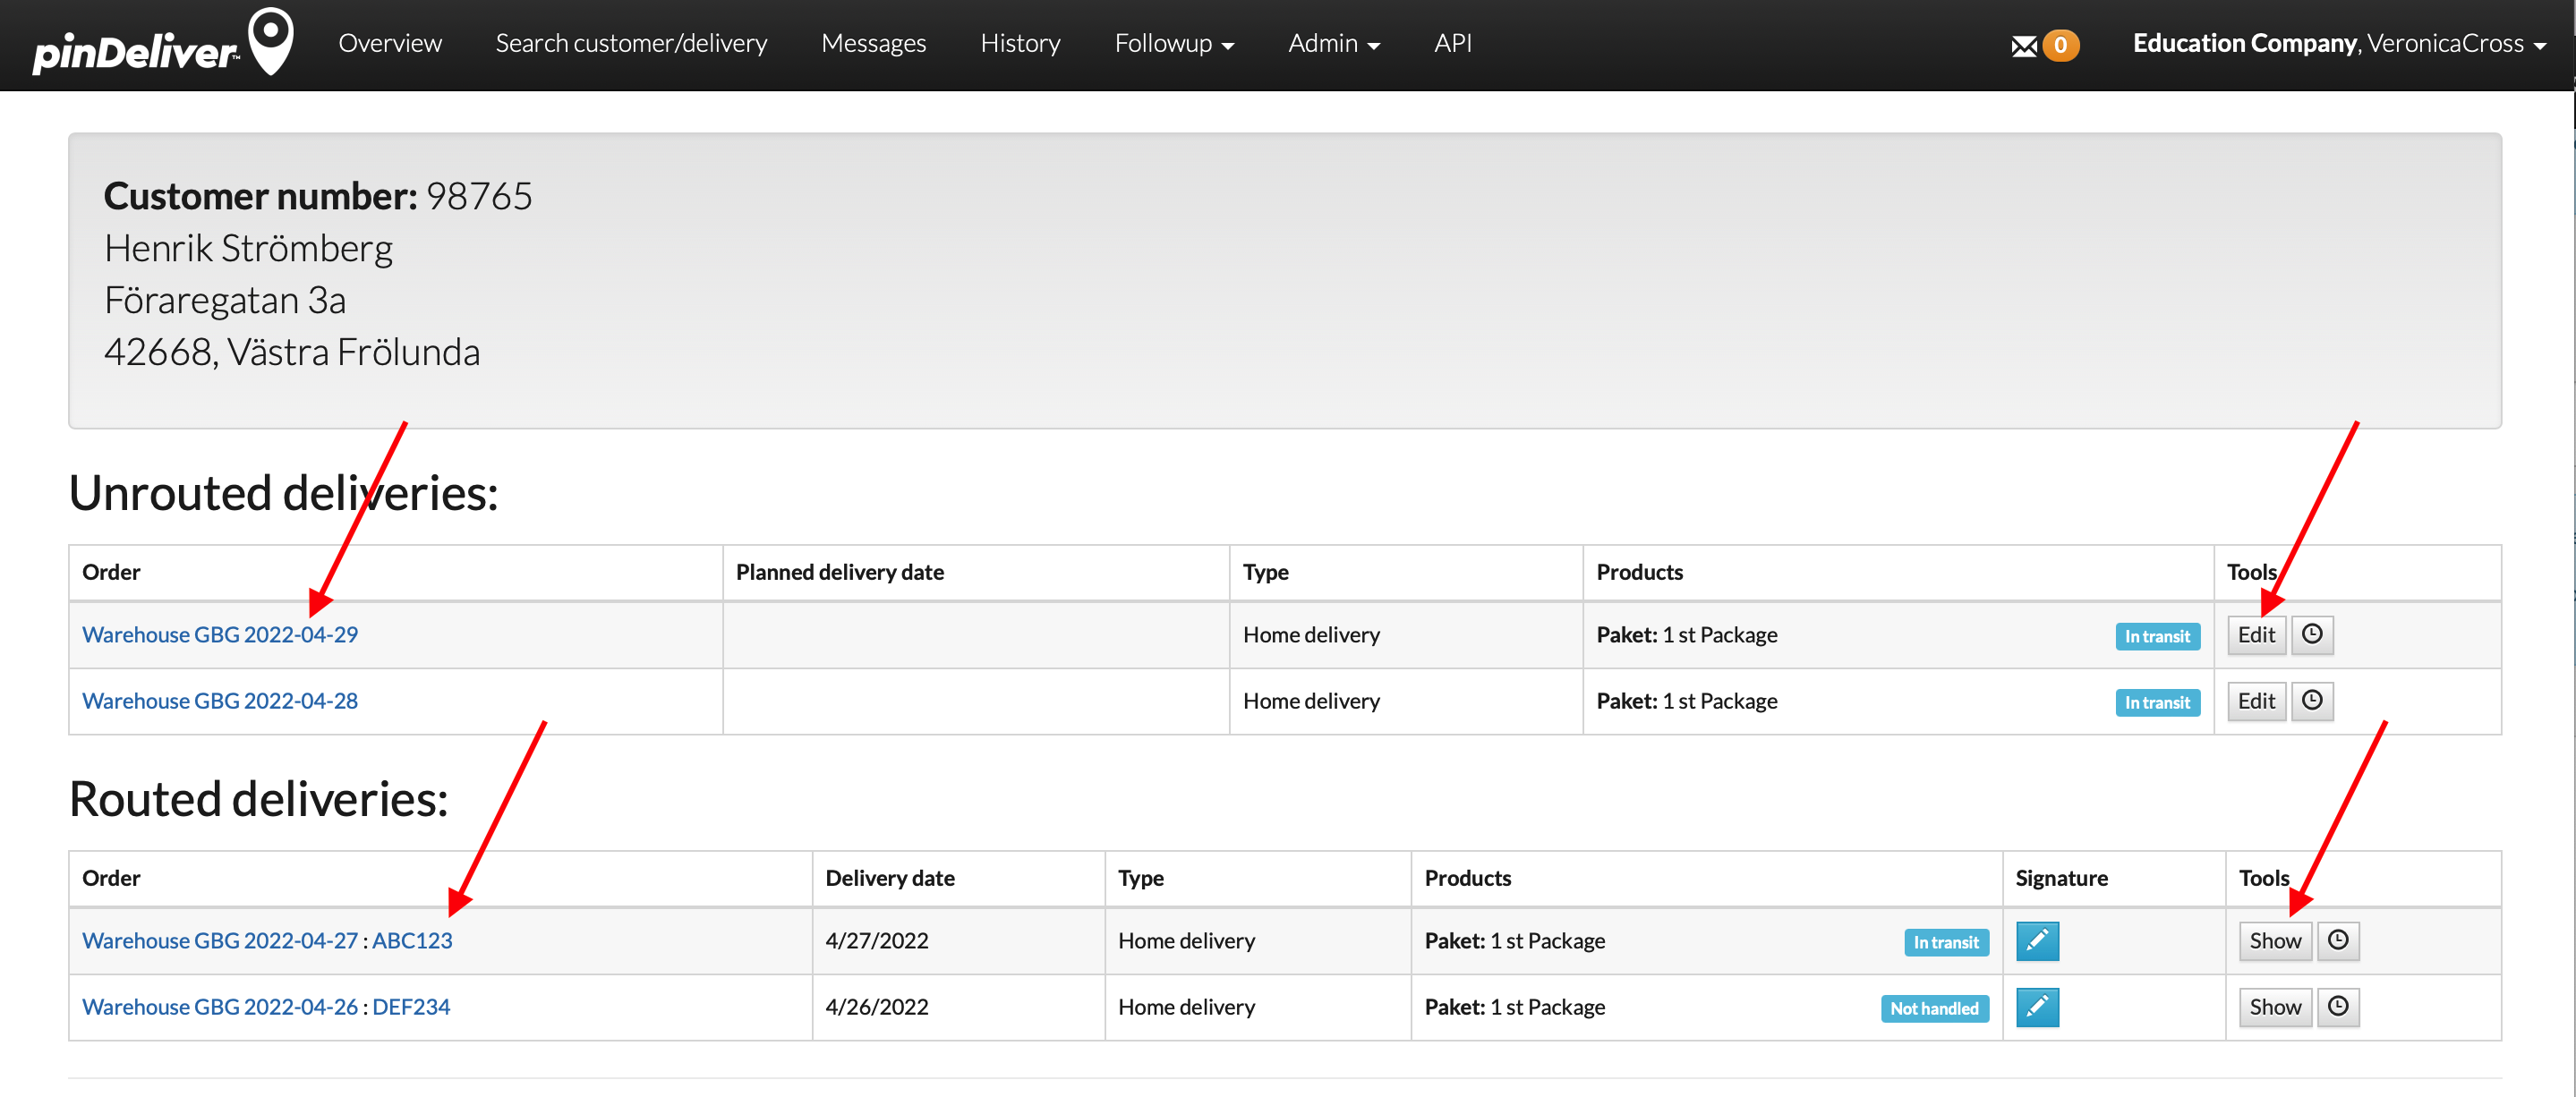 pinDeliver™ Overview Search customer/delivery Messages History Followup Admin API 0 Education Company, VeronicaCross
Customer number: 98765
Henrik Strömberg
Föraregatan 3a
42668, Västra Frölunda
Unrouted deliveries:
Order Planned delivery date Type Products Tools
Warehouse GBG 2022-04-29 Home delivery Paket: 1 st Package In transit Edit
Warehouse GBG 2022-04-28 Home delivery Paket: 1 st Package In transit Edit
Routed deliveries:
Order Delivery date Type Products Signature Tools
Warehouse GBG 2022-04-27 : ABC123 4/27/2022 Home delivery Paket: 1 st Package In transit Show
Warehouse GBG 2022-04-26 : DEF234 4/26/2022 Home delivery Paket: 1 st Package Not handled Show